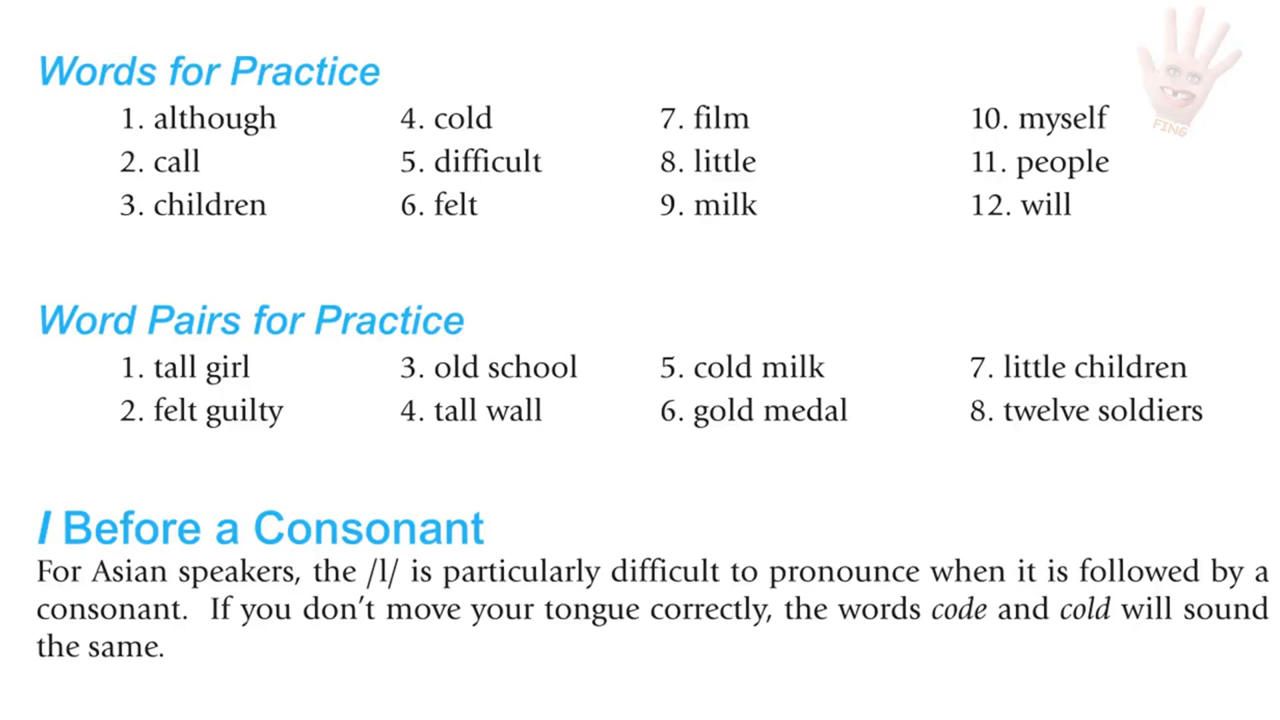 FING
Words for Practice
1. although 4. cold 7. film 10. myself
2. call 5. difficult 8. little 11. people
3. children 6. felt 9. milk 12. will
Word Pairs for Practice
1. tall girl 3. old school 5. cold milk 7. little children
2. felt guilty 4. tall wall 6. gold medal 8. twelve soldiers
l Before a Consonant
For Asian speakers, the /l/ is particularly difficult to pronounce when it is followed by a
consonant. If you don’t move your tongue correctly, the words code and cold will sound
the same.